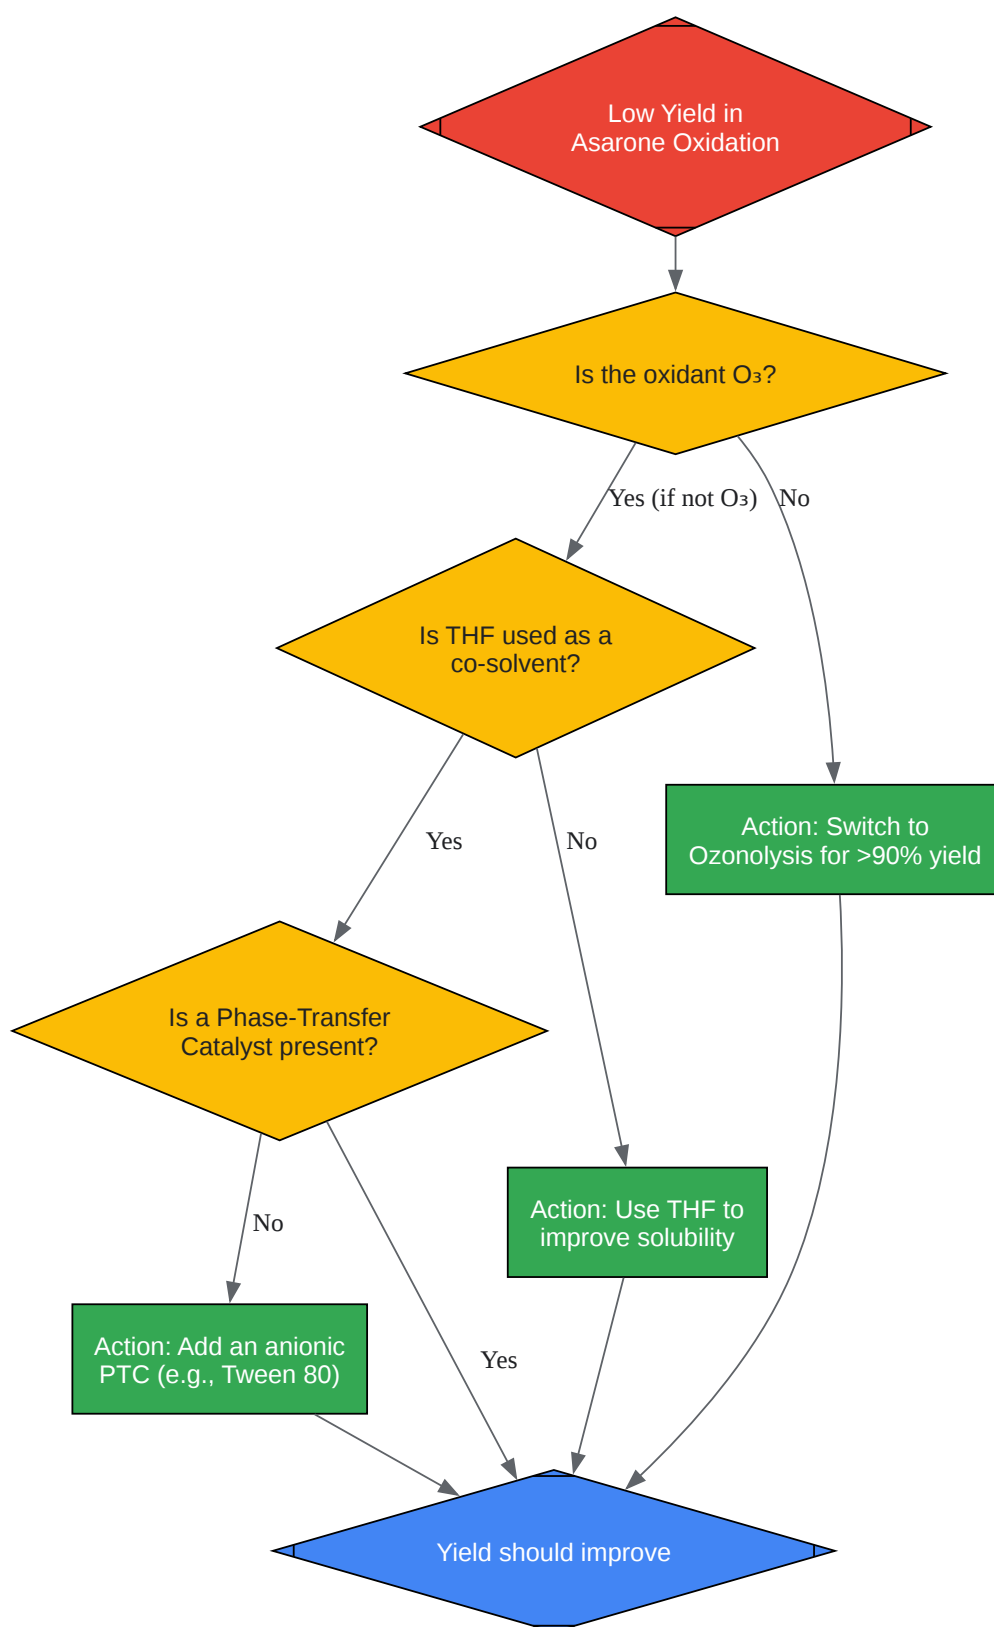 Low Yield in
Asarone Oxidation
Is the oxidant O₃?
Yes (if not O₃)
No
Is THF used as a
co-solvent?
Yes
No
Action: Switch to
Ozonolysis for >90% yield
Is a Phase-Transfer
Catalyst present?
No
Action: Use THF to
improve solubility
Action: Add an anionic
PTC (e.g., Tween 80)
Yes
Yield should improve